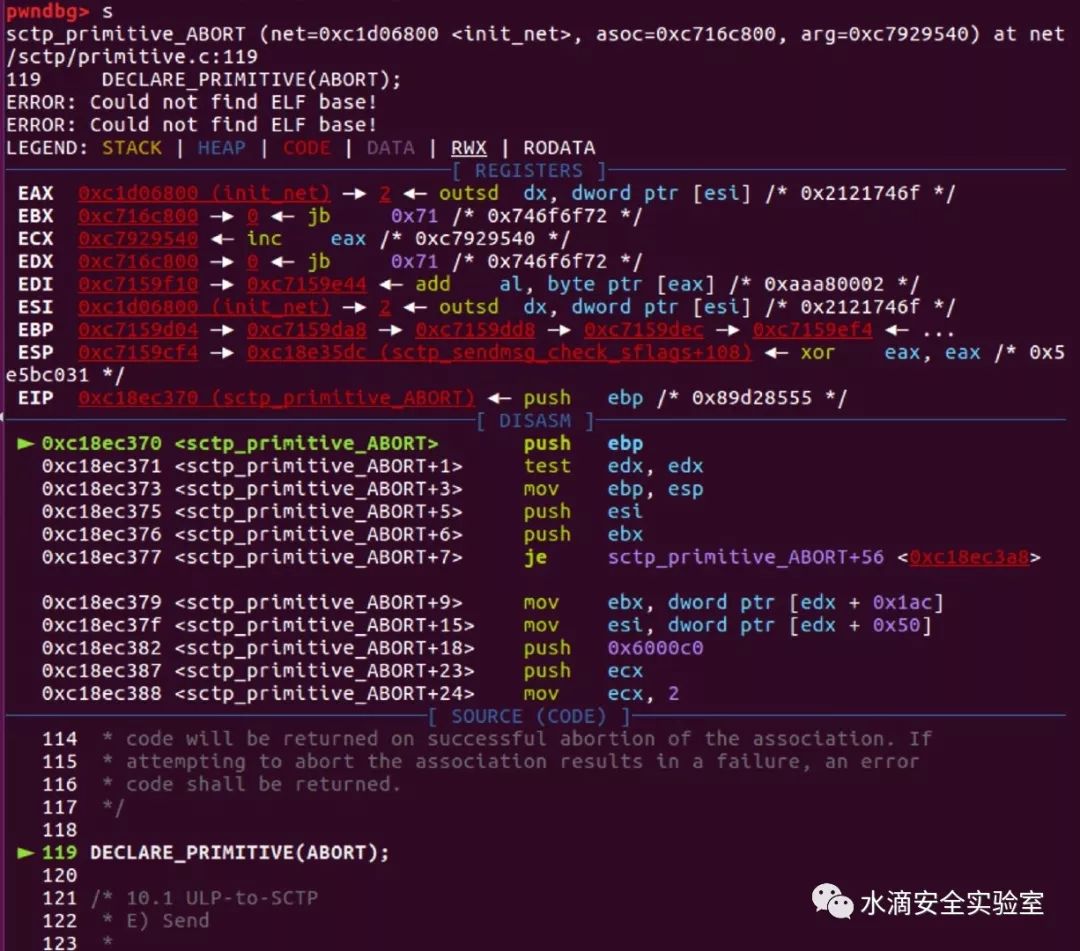 pwndbg> s
sctp_primitive_ABORT (net=0xc1d06800 <init_net>, asoc=0xc716c800, arg=0xc7929540) at net
/sctp/primitive.c:119
119     DECLARE_PRIMITIVE(ABORT);
ERROR: Could not find ELF base!
ERROR: Could not find ELF base!
LEGEND: STACK | HEAP | CODE | DATA | RWX | RODATA
[ REGISTERS ]
EAX  0xc1d06800 (init_net) —▸ 2 ◂— outsd  dx, dword ptr [esi] /* 0x2121746f */
EBX  0xc716c800 —▸ 0 ◂— jb     0x71 /* 0x746f6f72 */
ECX  0xc7929540 ◂— inc    eax /* 0xc7929540 */
EDX  0xc716c800 —▸ 0 ◂— jb     0x71 /* 0x746f6f72 */
EDI  0xc7159f10 —▸ 0xc7159e44 ◂— add    al, byte ptr [eax] /* 0xaaa80002 */
ESI  0xc1d06800 (init_net) —▸ 2 ◂— outsd  dx, dword ptr [esi] /* 0x2121746f */
EBP  0xc7159d04 —▸ 0xc7159da8 —▸ 0xc7159dd8 —▸ 0xc7159dec —▸ 0xc7159ef4 ◂— ...
ESP  0xc7159cf4 —▸ 0xc18e35dc (sctp_sendmsg_check_sflags+108) ◂— xor    eax, eax /* 0x5
e5bc031 */
EIP  0xc18ec370 (sctp_primitive_ABORT) ◂— push   ebp /* 0x89d28555 */
[ DISASM ]
► 0xc18ec370 <sctp_primitive_ABORT>       push   ebp
0xc18ec371 <sctp_primitive_ABORT+1>     test   edx, edx
0xc18ec373 <sctp_primitive_ABORT+3>     mov    ebp, esp
0xc18ec375 <sctp_primitive_ABORT+5>     push   esi
0xc18ec376 <sctp_primitive_ABORT+6>     push   ebx
0xc18ec377 <sctp_primitive_ABORT+7>     je     sctp_primitive_ABORT+56 <0xc18ec3a8>
0xc18ec379 <sctp_primitive_ABORT+9>     mov    ebx, dword ptr [edx + 0x1ac]
0xc18ec37f <sctp_primitive_ABORT+15>    mov    esi, dword ptr [edx + 0x50]
0xc18ec382 <sctp_primitive_ABORT+18>    push   0x6000c0
0xc18ec387 <sctp_primitive_ABORT+23>    push   ecx
0xc18ec388 <sctp_primitive_ABORT+24>    mov    ecx, 2
[ SOURCE (CODE) ]
114  * code will be returned on successful abortion of the association. If
115  * attempting to abort the association results in a failure, an error
116  * code shall be returned.
117  */
118
► 119 DECLARE_PRIMITIVE(ABORT);
120
121 /* 10.1 ULP-to-SCTP
122  * E) Send
123  *
水滴安全实验室